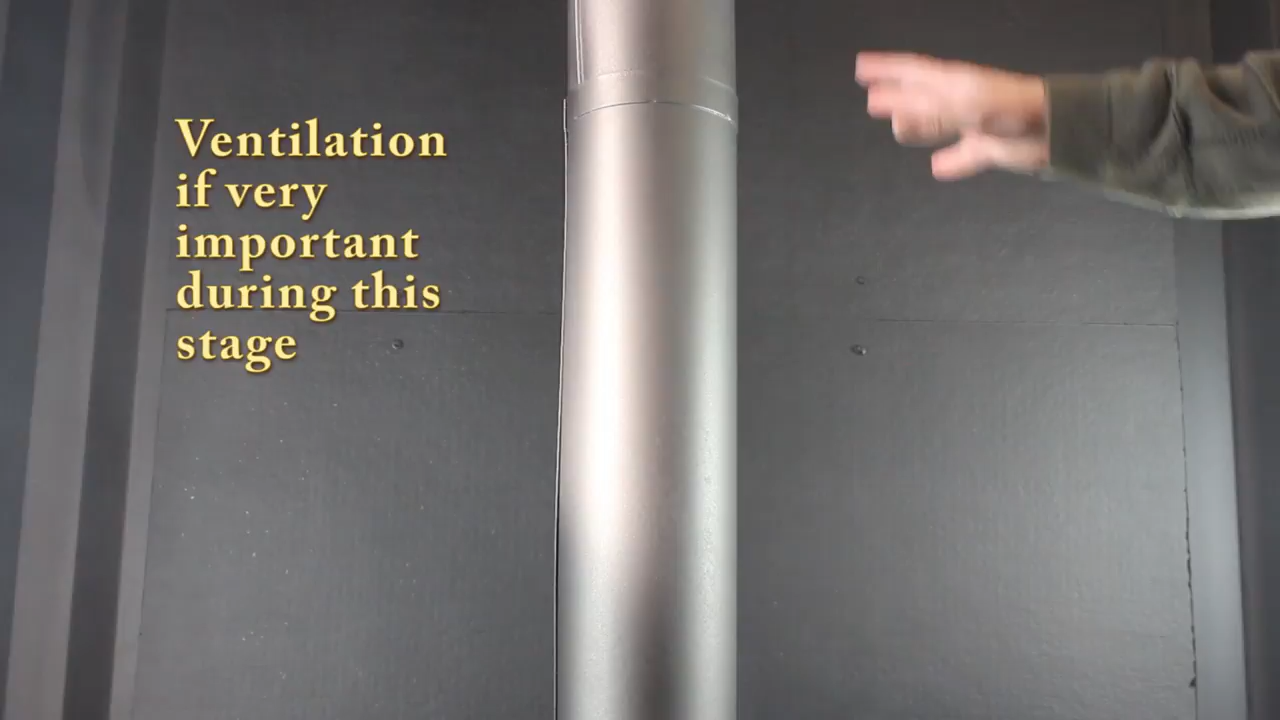 Ventilation
if very
important
during this
stage